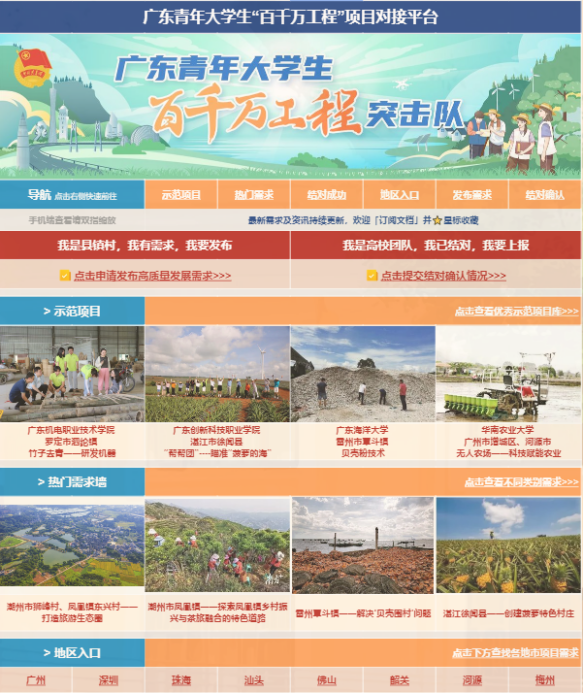 广东青年大学生“百千万工程”项目对接平台
广东青年大学生
百千万工程 突击队
导航 点击右侧快速前往
示范项目
热门需求
结对成功
地区入口
发布需求
结对确认
手机端查看请双指缩放
最新需求及资讯持续更新，欢迎「订阅文档」并⭐星标收藏
我是县镇村，我有需求，我要发布
我是高校团队，我已结对，我要上报
点击申请发布高质量发展需求>>>
点击提交结对确认情况>>>
> 示范项目
点击查看优秀示范项目库>>>
广东机电职业技术学院
罗定市泗纶镇
竹子去青——研发机器
广东创新科技职业学院
湛江市徐闻县
“帮帮团”----瞄准“菠萝的海”
广东海洋大学
雷州市覃斗镇
贝壳粉技术
华南农业大学
广州市增城区、河源市
无人农场——科技赋能农业
> 热门需求墙
点击查看不同类别需求>>>
潮州市狮峰村、凤凰镇东兴村——
打造旅游生态圈
潮州市凤凰镇——探索凤凰镇乡村振
兴与茶旅融合的特色道路
雷州覃斗镇——解决‘贝壳围村’问题
湛江徐闻县——创建菠萝特色村庄
> 地区入口
点击下方查找各地市项目需求
广州
深圳
珠海
汕头
佛山
韶关
河源
梅州